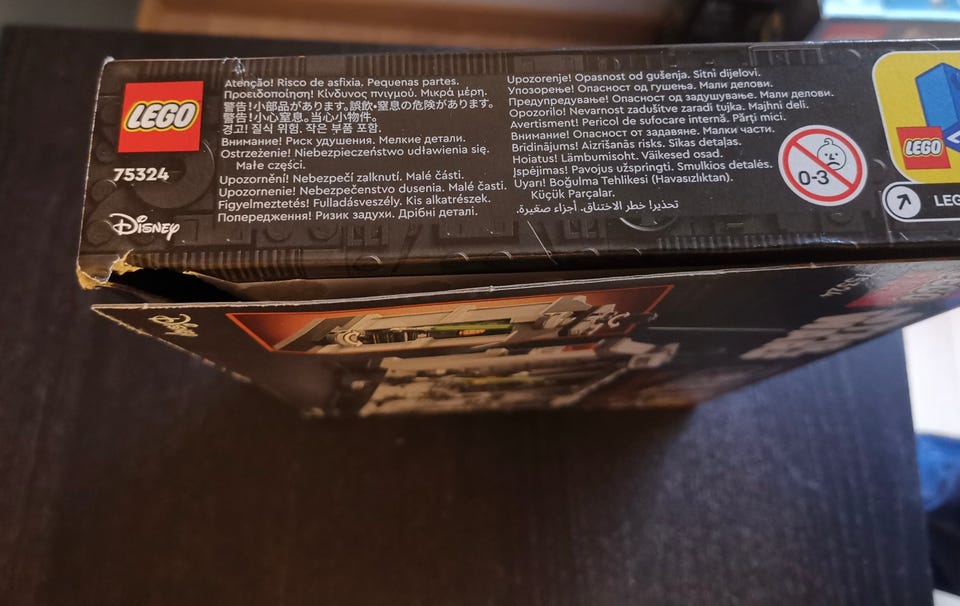 LEGO
75324
Disney
Atenção! Risco de asfixia. Pequenas partes.
Προειδοποίηση! Κίνδυνος πνιγμού. Μικρά μέρη.
警告!小部品があります。誤飲・窒息の危険があります。
警告!小心窒息。当心小物件。
경고! 질식 위험. 작은 부품 포함.
Внимание! Риск удушения. Мелкие детали.
Ostrzeżenie! Niebezpieczeństwo udławienia się.
Małe części.
Upozornění! Nebezpečí zalknutí. Malé části.
Upozornenie! Nebezpečenstvo dusenia. Malé časti.
Figyelmeztetés! Fulladásveszély. Kis alkatrészek.
Попередження! Ризик задухи. Дрібні деталі.
Upozorenje! Opasnost od gušenja. Sitni dijelovi.
Упозорење! Опасност од гушења. Мали делови.
Предупредување! Опасност од задушување. Мали делови.
Opozorilo! Nevarnost zadušitve zaradi tujka. Majhni deli.
Avertisment! Pericol de sufocare internă. Părți mici.
Внимание! Опасност от задавяне. Малки части.
Brīdinājums! Aizrīšanās risks. Sīkas detaļas.
Hoiatus! Lämbumisoht. Väikesed osad.
Įspėjimas! Pavojus užspringti. Smulkios detalės.
Uyarı! Boğulma Tehlikesi (Havasızlıktan).
Küçük Parçalar.
تحذير! خطر الاختناق. أجزاء صغيرة.
0-3
LEGO
LEG
Disney